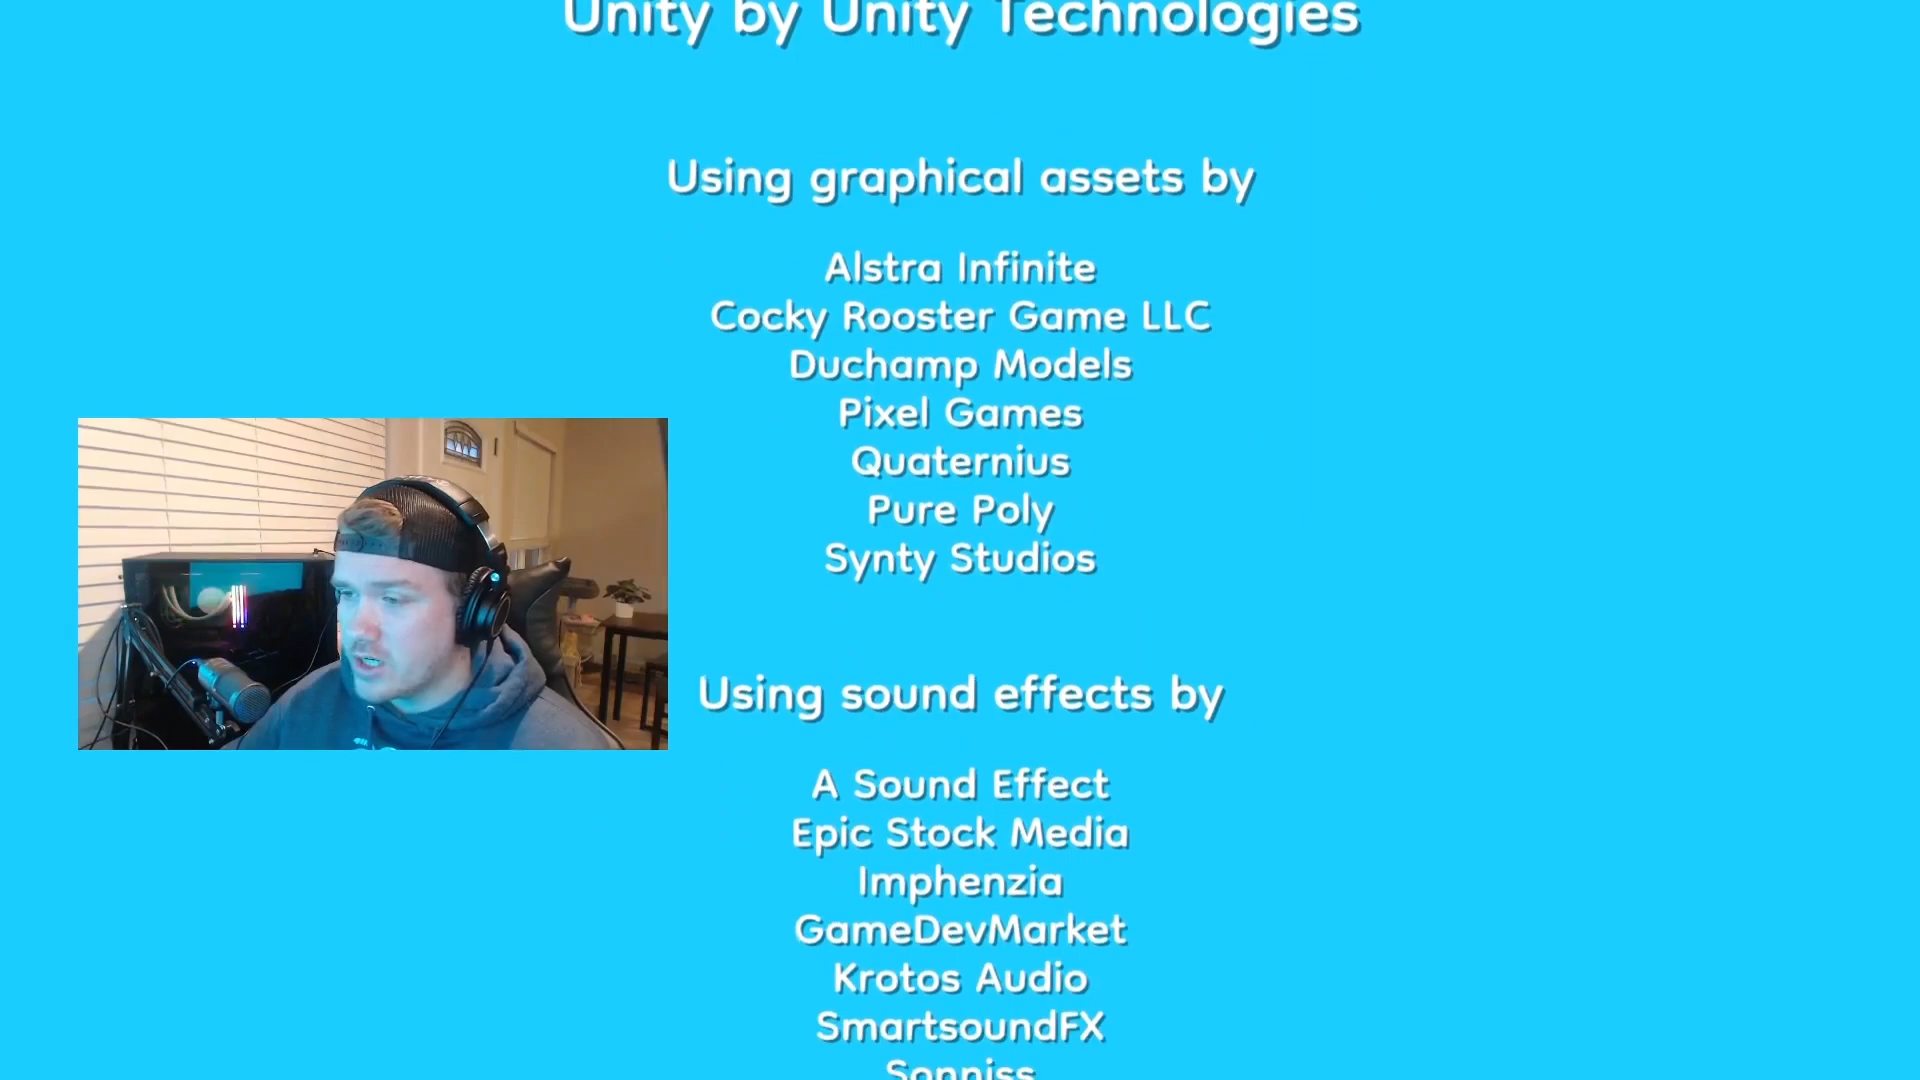 Unity by Unity Technologies
Using graphical assets by
Alstra Infinite
Cocky Rooster Game LLC
Duchamp Models
Pixel Games
Quaternius
Pure Poly
Synty Studios
Using sound effects by
A Sound Effect
Epic Stock Media
Imphenzia
GameDevMarket
Krotos Audio
SmartsoundFX
Sonniss